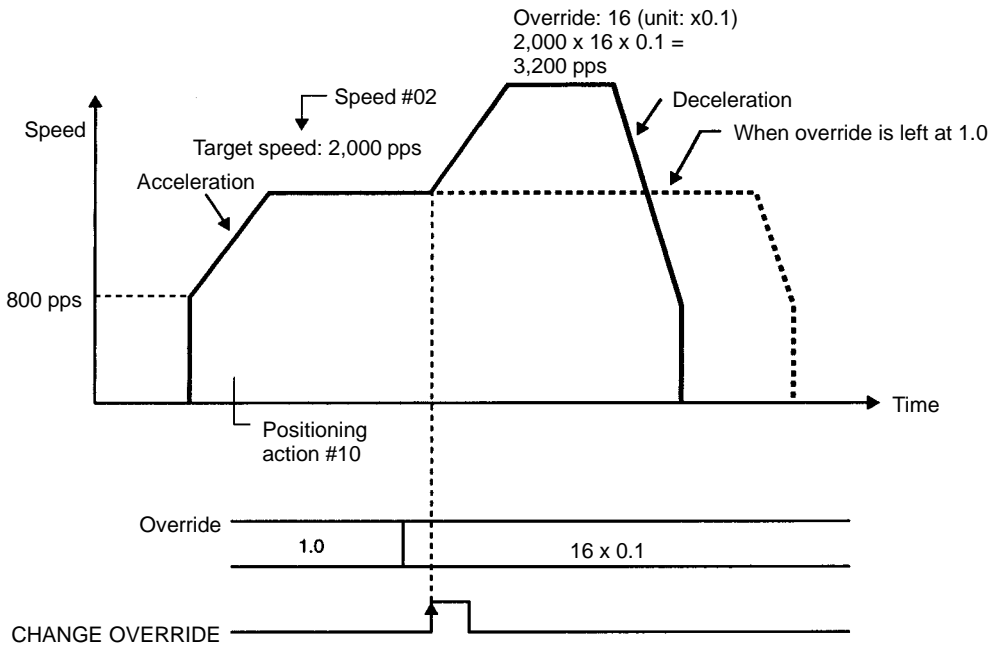 Override: 16 (unit: x0.1)
2,000 x 16 x 0.1 =
3,200 pps
Speed #02
Deceleration
Speed
When override is left at 1.0
Target speed: 2,000 pps
Acceleration
800 pps
Time
Positioning
action #10
Override
1.0
16 x 0.1
CHANGE OVERRIDE